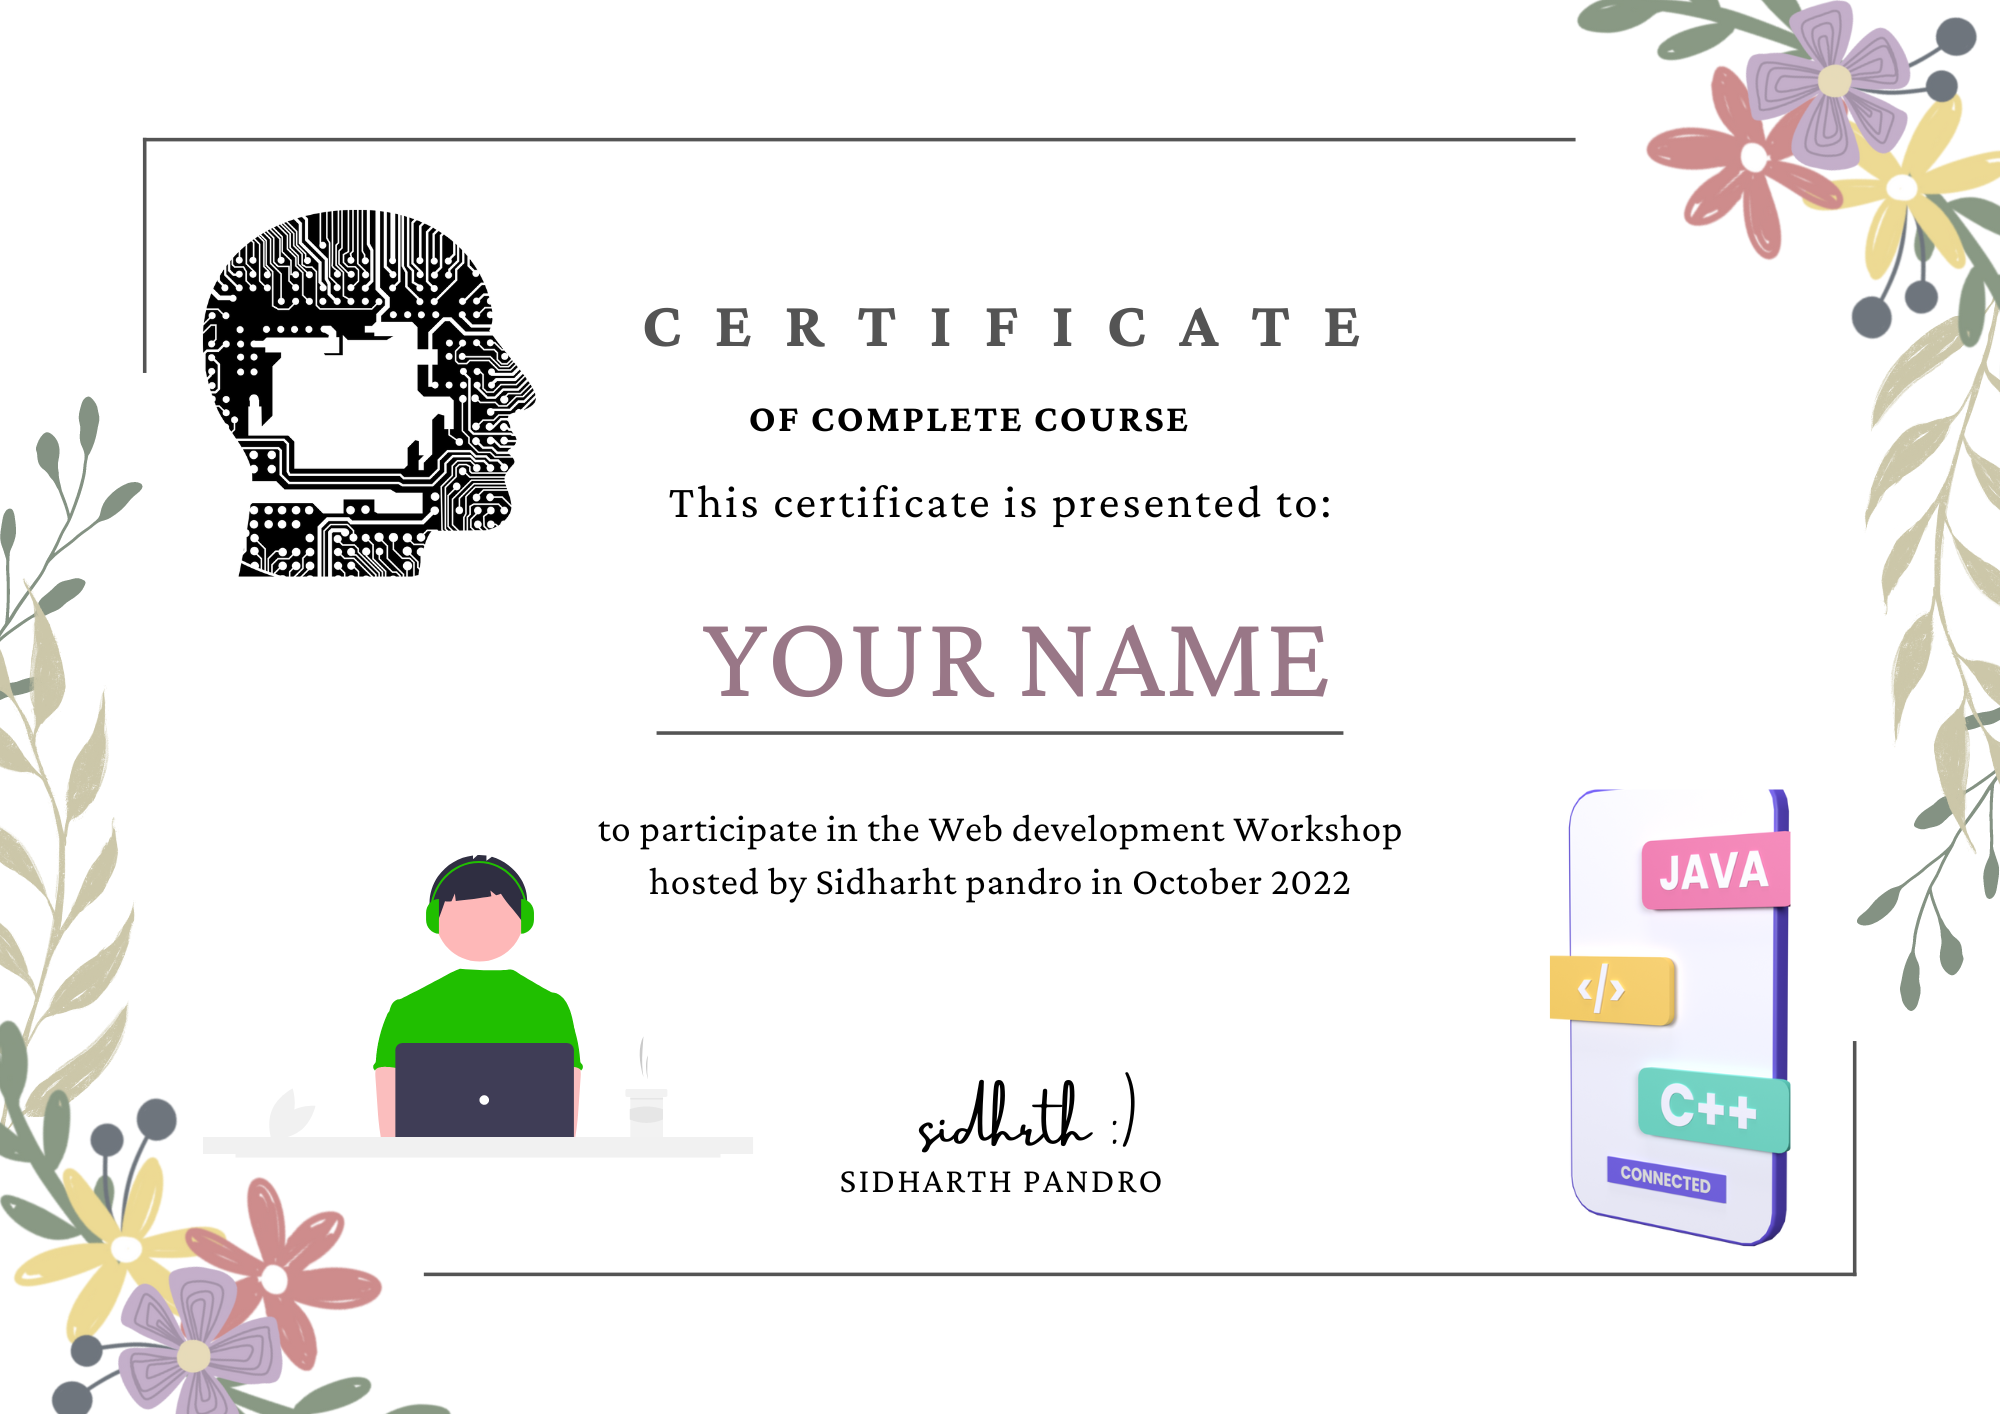 CERTIFICATE
OF COMPLETE COURSE
This certificate is presented to:
YOUR NAME
to participate in the Web development Workshop
hosted by Sidharht pandro in October 2022
sidhrth :)
SIDHARTH PANDRO
JAVA
</>
C++
CONNECTED